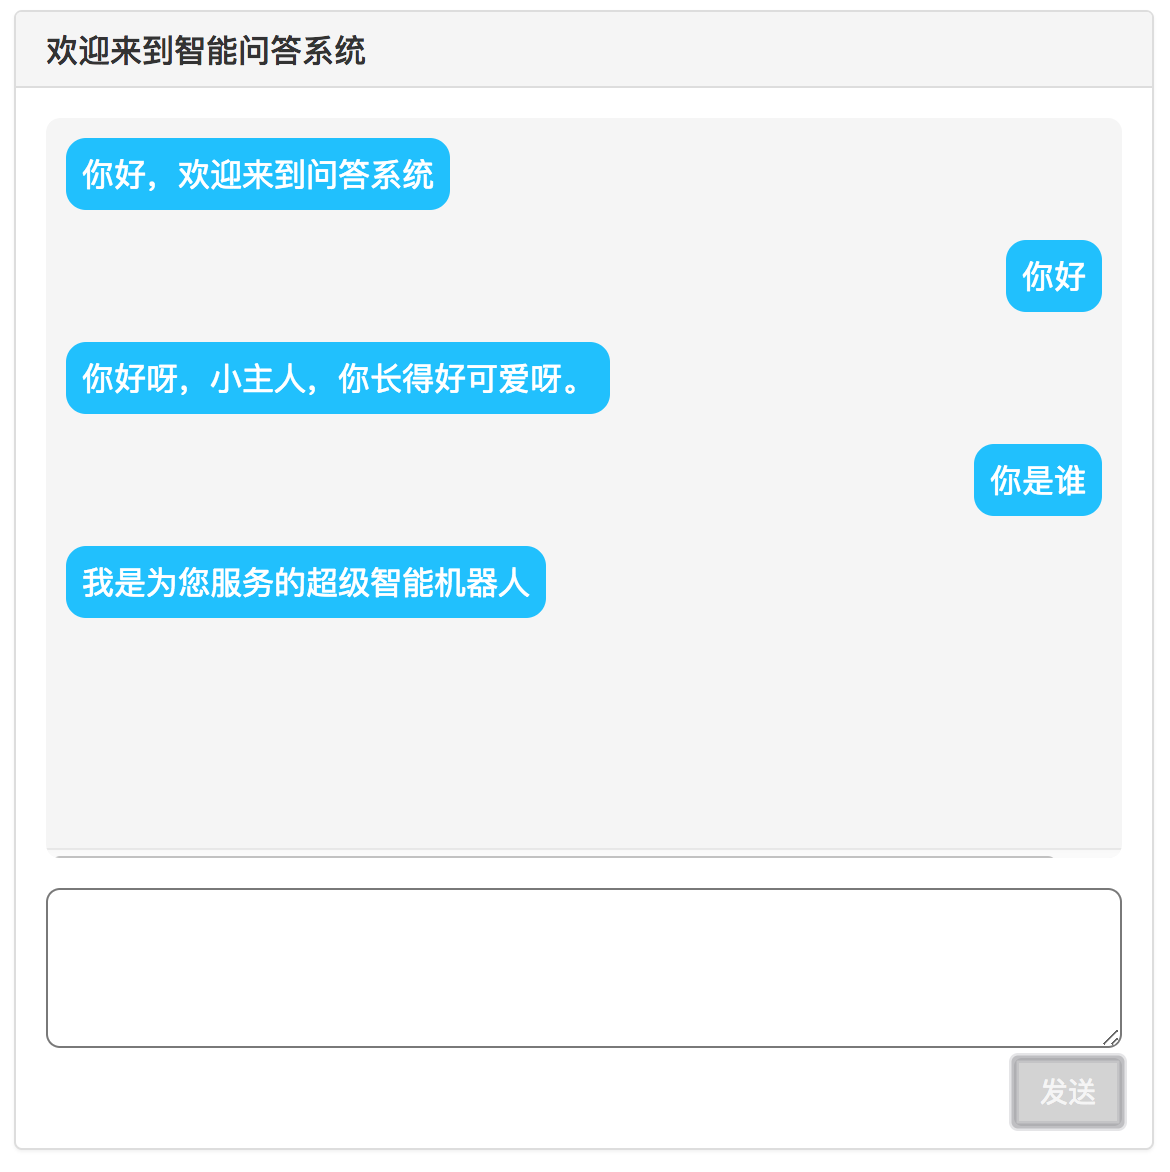 欢迎来到智能问答系统
你好，欢迎来到问答系统
你好
你好呀，小主人，你长得好可爱呀。
你是谁
我是为您服务的超级智能机器人
发送